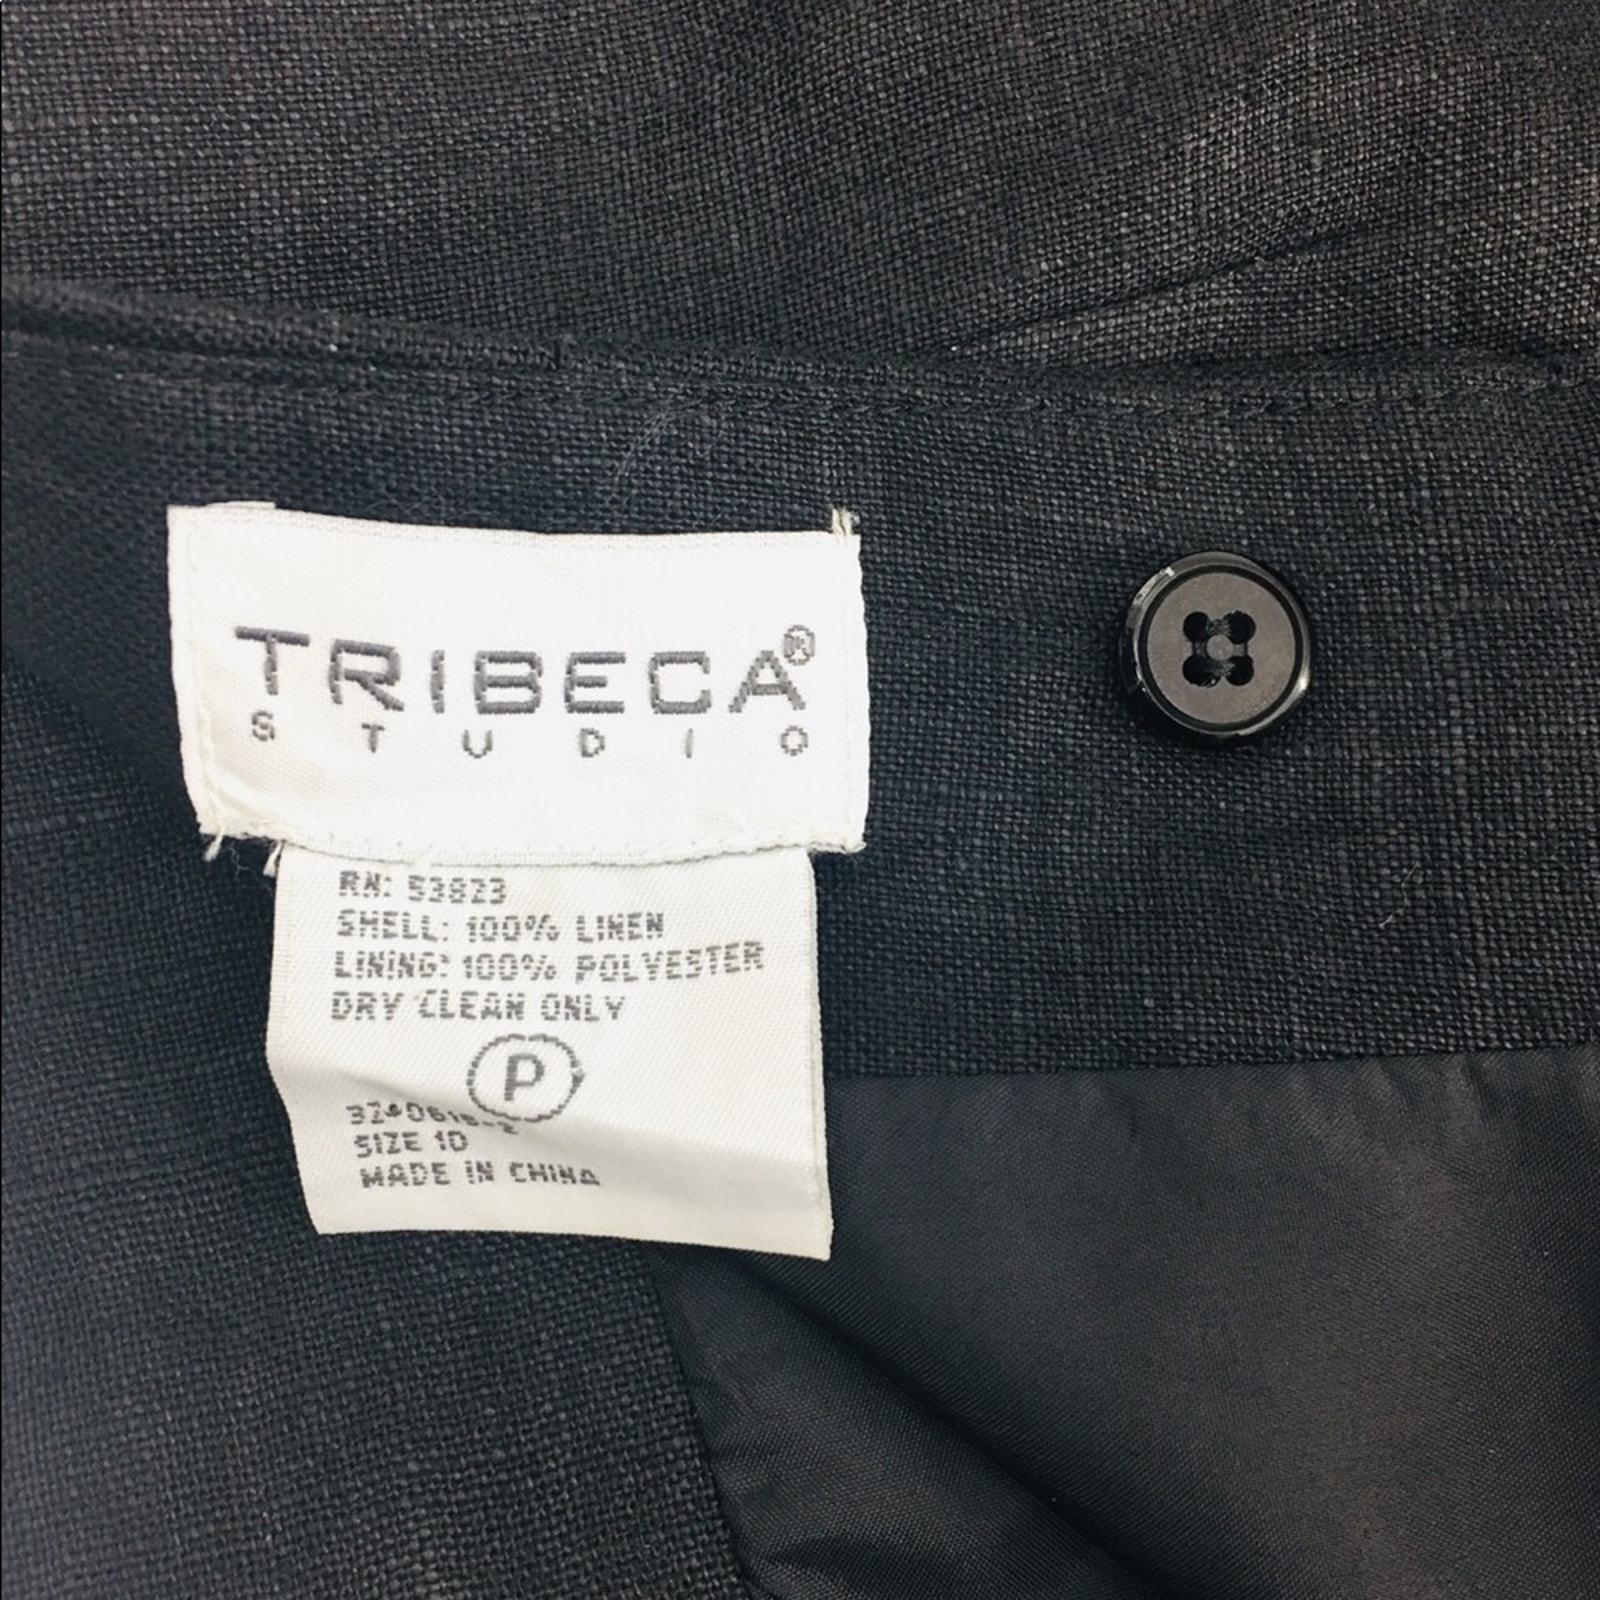 TRIBECA®
STUDIO
RN: 53823
SHELL: 100% LINEN
LINING: 100% POLYESTER
DRY CLEAN ONLY
P
SIZE 10
MADE IN CHINA